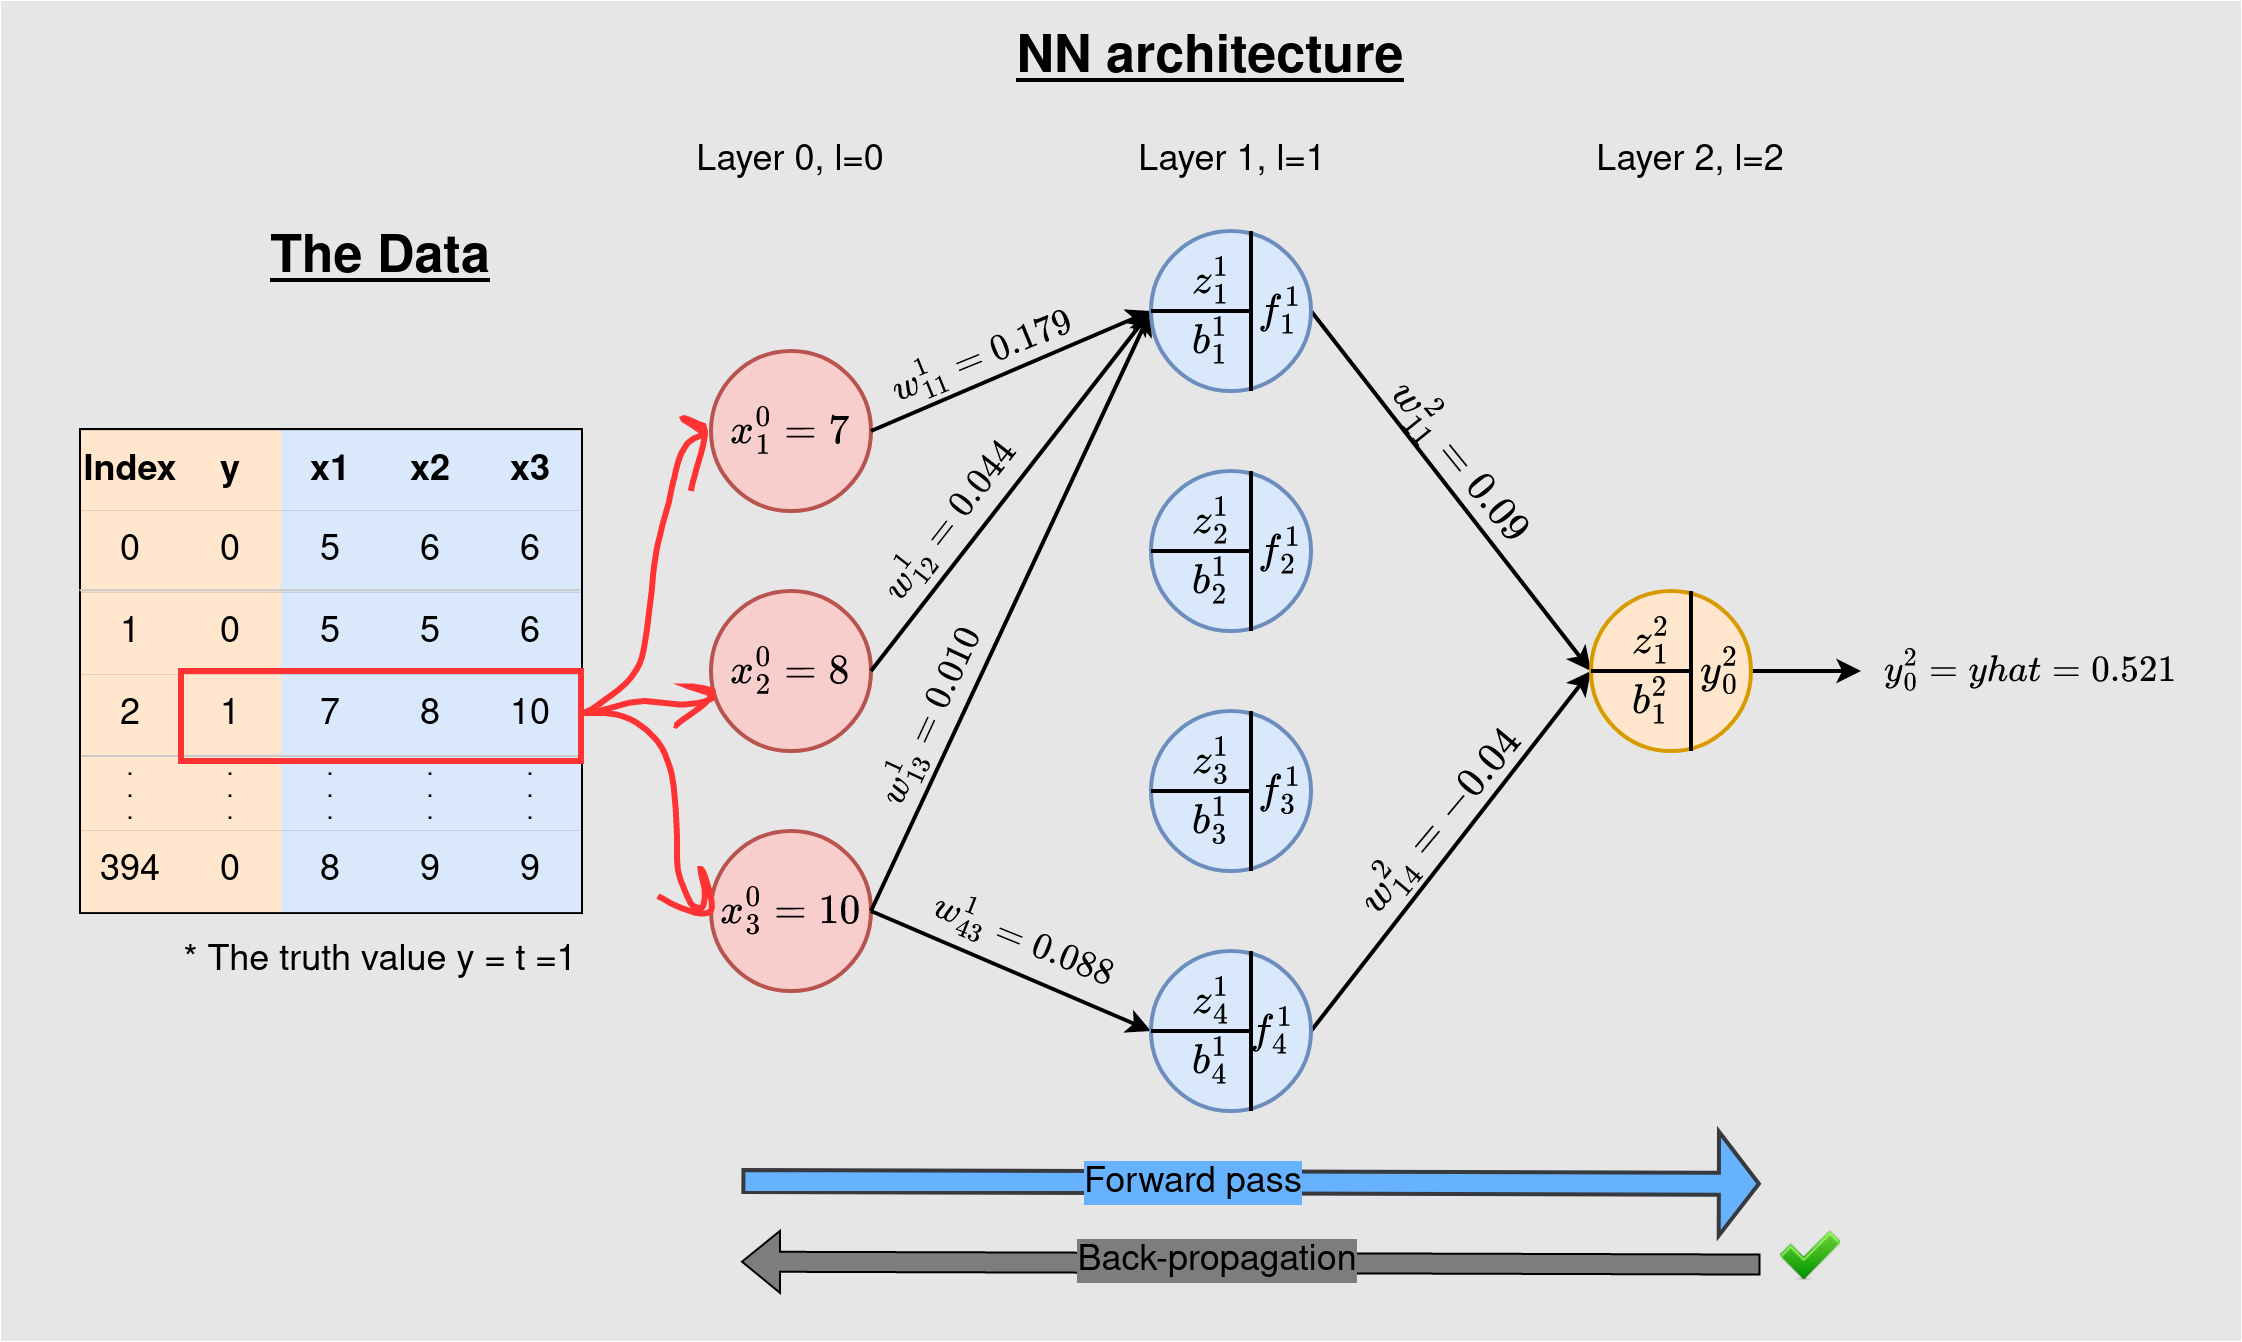 NN architecture
Layer 0, l=0
Layer 1, l=1
Layer 2, l=2
The Data
Index y x1 x2 x3
0 0 5 6 6
1 0 5 5 6
2 1 7 8 10
. . . . .
. . . . .
. . . . .
394 0 8 9 9
* The truth value y = t =1
x_1^0 = 7
x_2^0 = 8
x_3^0 = 10
w_{11}^1 = 0.179
w_{12}^1 = 0.044
w_{13}^1 = 0.010
w_{43}^1 = 0.088
z_1^1
b_1^1
f_1^1
z_2^1
b_2^1
f_2^1
z_3^1
b_3^1
f_3^1
z_4^1
b_4^1
f_4^1
w_{11}^2 = 0.09
w_{14}^2 = −0.04
z_1^2
b_1^2
y_0^2
y_0^2 = yhat = 0.521
Forward pass
Back-propagation